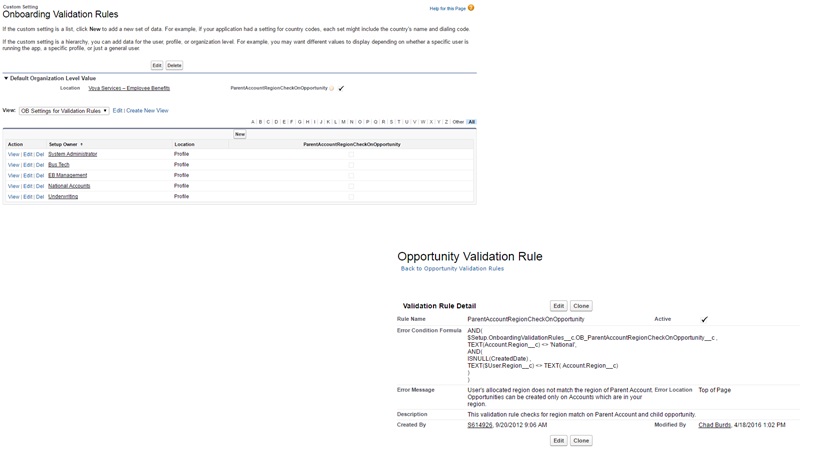 Custom Setting
Onboarding Validation Rules
Help for this Page
If the custom setting is a list, click New to add a new set of data. For example, if your application had a setting for country codes, each set might include the country's name and dialing code.
If the custom setting is a hierarchy, you can add data for the user, profile, or organization level. For example, you may want different values to display depending on whether a specific user is
running the app, a specific profile, or just a general user.
Edit Delete
Default Organization Level Value
Location Vova Services – Employee Benefits ParentAccountRegionCheckOnOpportunity
View: OB Settings for Validation Rules Edit | Create New View
A B C D E F G H I J K L M N O P Q R S T U V W X Y Z Other All
New
Action Setup Owner Location ParentAccountRegionCheckOnOpportunity
View | Edit | Del System Administrator Profile
View | Edit | Del Bus Tech Profile
View | Edit | Del EB Management Profile
View | Edit | Del National Accounts Profile
View | Edit | Del Underwriting Profile
Opportunity Validation Rule
Back to Opportunity Validation Rules
Validation Rule Detail Edit Clone
Rule Name ParentAccountRegionCheckOnOpportunity Active
Error Condition Formula AND(
$Setup.OnboardingValidationRules__c.OB_ParentAccountRegionCheckOnOpportunity__c ,
TEXT(Account.Region__c) <> 'National',
AND(
ISNULL(CreatedDate) ,
TEXT($User.Region__c) <> TEXT( Account.Region__c)
)
)
Error Message User's allocated region does not match the region of Parent Account. Error Location Top of Page
Opportunities can be created only on Accounts which are in your
region.
Description This validation rule checks for region match on Parent Account and child opportunity.
Created By S614926, 9/20/2012 9:06 AM Modified By Chad Burds, 4/18/2016 1:02 PM
Edit Clone